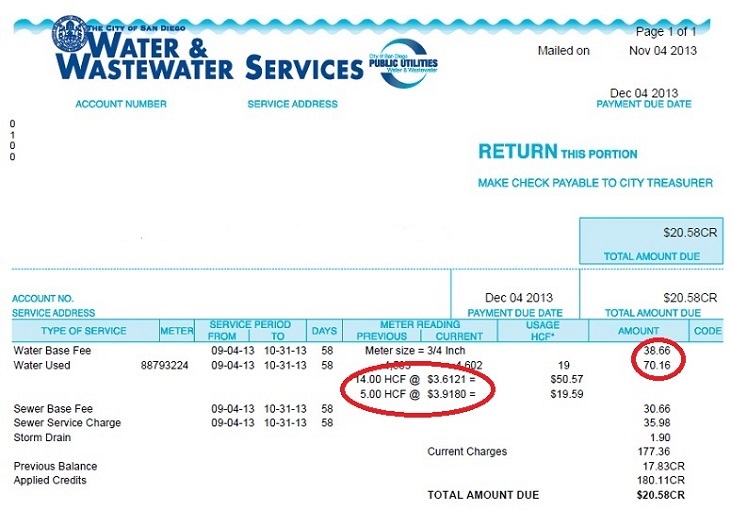 THE CITY OF SAN DIEGO
WATER &
WASTEWATER SERVICES
City of San Diego
PUBLIC UTILITIES
Water & Wastewater
Page 1 of 1
Mailed on Nov 04 2013
ACCOUNT NUMBER SERVICE ADDRESS
Dec 04 2013
PAYMENT DUE DATE
0
1
0
0
RETURN THIS PORTION
MAKE CHECK PAYABLE TO CITY TREASURER
$20.58CR
TOTAL AMOUNT DUE
ACCOUNT NO. Dec 04 2013 $20.58CR
SERVICE ADDRESS PAYMENT DUE DATE TOTAL AMOUNT DUE
TYPE OF SERVICE METER SERVICE PERIOD FROM TO DAYS METER READING PREVIOUS CURRENT USAGE HCF* AMOUNT CODE
Water Base Fee 09-04-13 10-31-13 58 Meter size = 3/4 Inch 38.66
Water Used 88793224 09-04-13 10-31-13 58 4,602 19 70.16
14.00 HCF @ $3.6121 = $50.57
5.00 HCF @ $3.9180 = $19.59
Sewer Base Fee 09-04-13 10-31-13 58 30.66
Sewer Service Charge 09-04-13 10-31-13 58 35.98
Storm Drain 1.90
Current Charges 177.36
Previous Balance 17.83CR
Applied Credits 180.11CR
TOTAL AMOUNT DUE $20.58CR